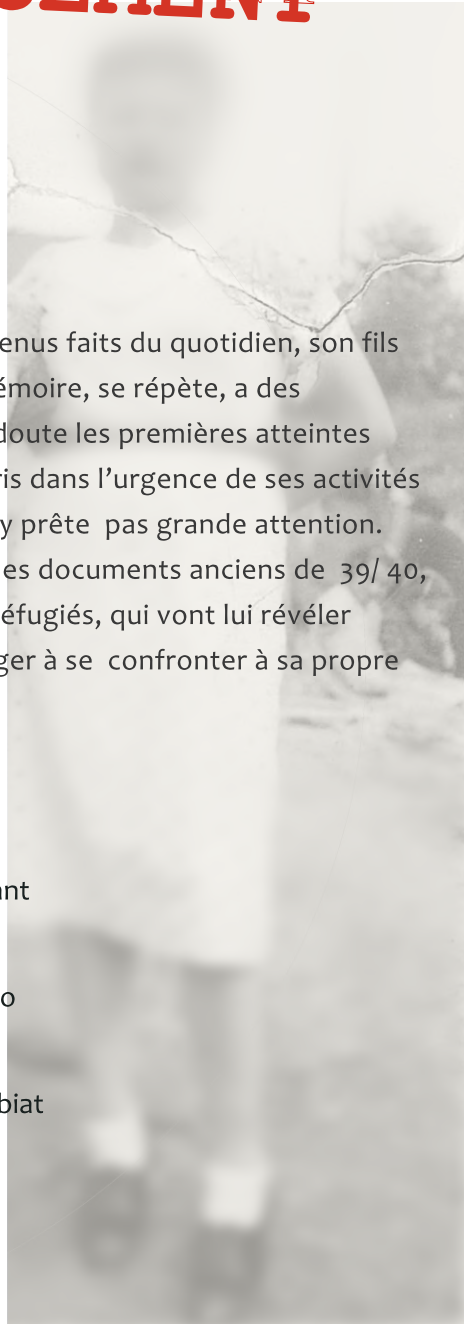 enus faits du quotidien, son fils
émoire, se répète, a des
doute les premières atteintes
ris dans l’urgence de ses activités
y prête  pas grande attention.
es documents anciens de  39/ 40,
éfugiés, qui vont lui révéler
ger à se  confronter à sa propre
ant
o
biat